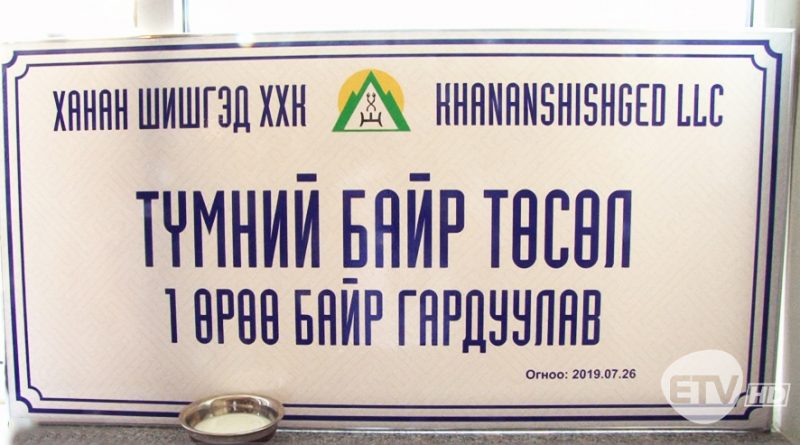 ХАНАН ШИШГЭД ХХК KHANANSHISHGED LLC
ТҮМНИЙ БАЙР ТӨСӨЛ
1 ӨРӨӨ БАЙР ГАРДУУЛАВ
Огноо: 2019.07.26
ETV HD